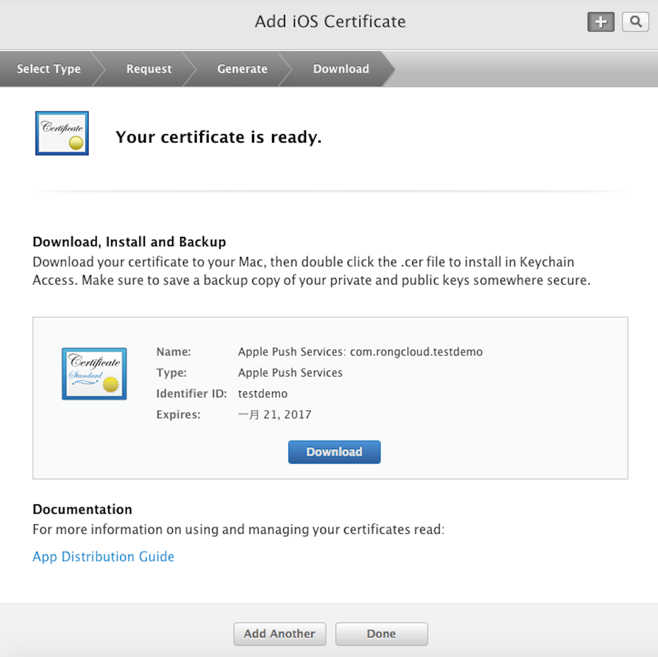 Add iOS Certificate
Select Type
Request
Generate
Download
Certificate
Your certificate is ready.
Download, Install and Backup
Download your certificate to your Mac, then double click the .cer file to install in Keychain
Access. Make sure to save a backup copy of your private and public keys somewhere secure.
Certificate
Standard
Name: Apple Push Services: com.rongcloud.testdemo
Type: Apple Push Services
Identifier ID: testdemo
Expires: 一月 21, 2017
Download
Documentation
For more information on using and managing your certificates read:
App Distribution Guide
Add Another
Done